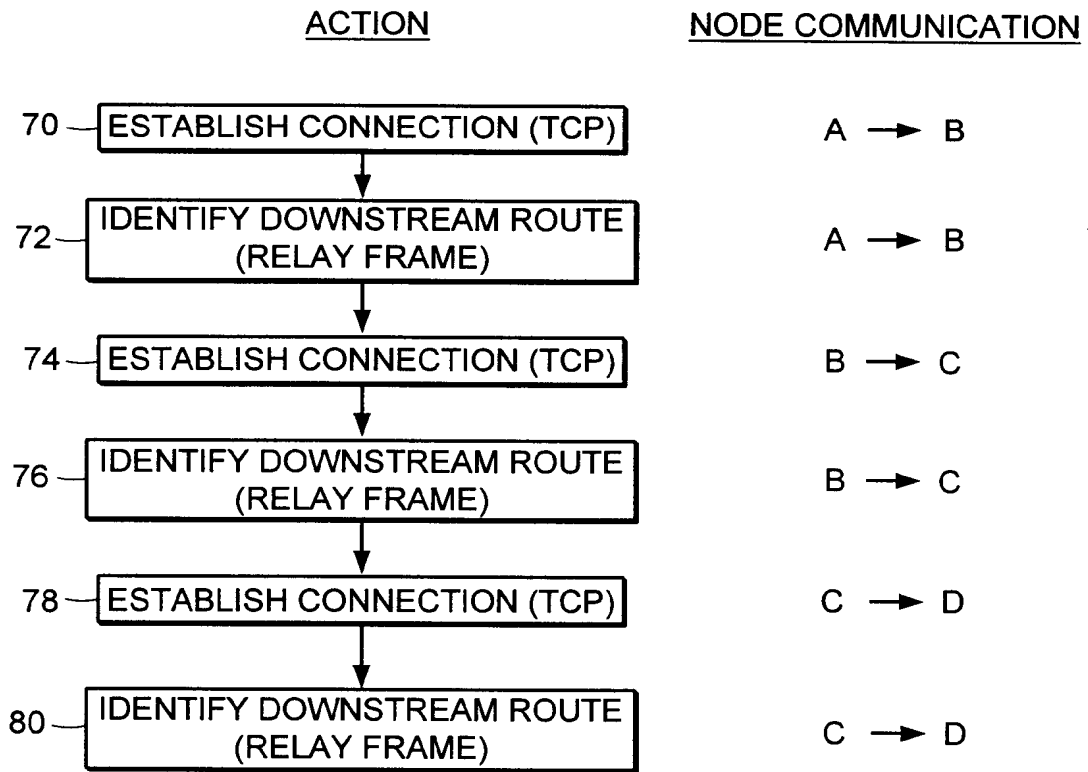 ACTION NODE COMMUNICATION
70 ESTABLISH CONNECTION (TCP) A → B
72 IDENTIFY DOWNSTREAM ROUTE (RELAY FRAME) A → B
74 ESTABLISH CONNECTION (TCP) B → C
76 IDENTIFY DOWNSTREAM ROUTE (RELAY FRAME) B → C
78 ESTABLISH CONNECTION (TCP) C → D
80 IDENTIFY DOWNSTREAM ROUTE (RELAY FRAME) C → D